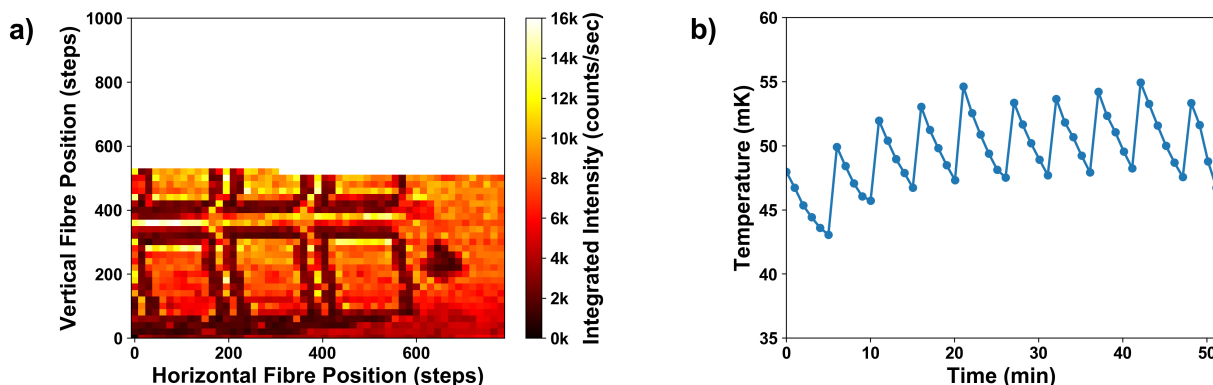 a)
1000
800
600
400
200
0
Vertical Fibre Position (steps)
0 200 400 600
Horizontal Fibre Position (steps)
16k
14k
12k
10k
8k
6k
4k
2k
0k
Integrated Intensity (counts/sec)
b)
60
55
50
45
40
35
Temperature (mK)
0 10 20 30 40 50
Time (min)